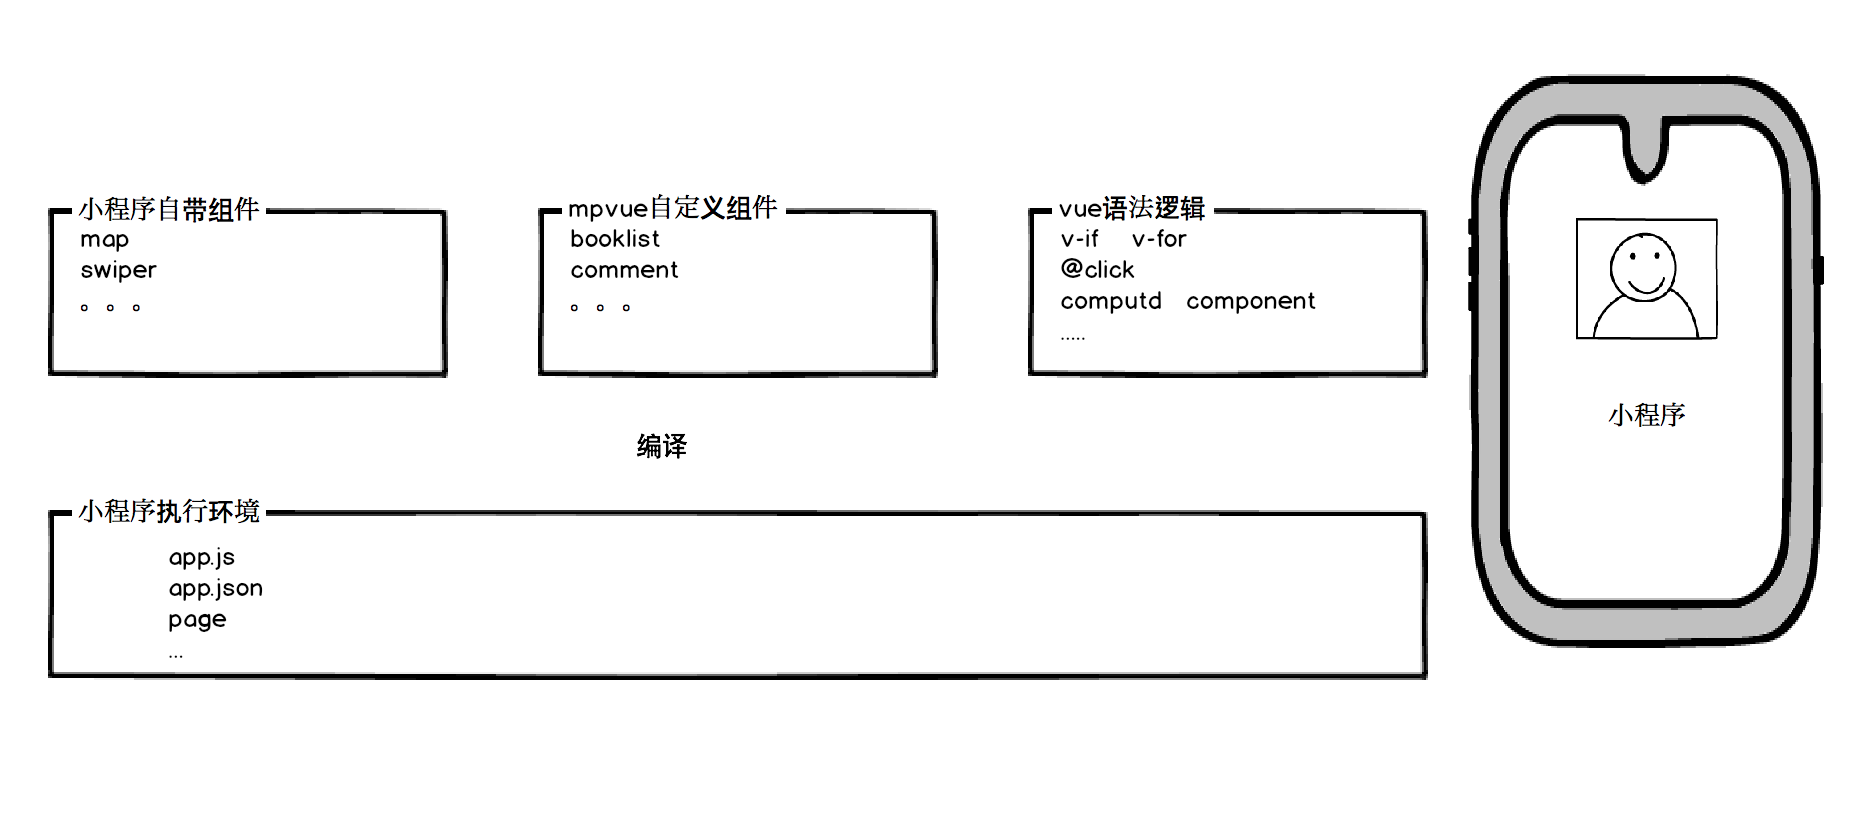 小程序自带组件
map
swiper
。。。
mpvue自定义组件
booklist
comment
。。。
vue语法逻辑
v-if v-for
@click
computd component
.....
编译
小程序执行环境
app.js
app.json
page
...
小程序